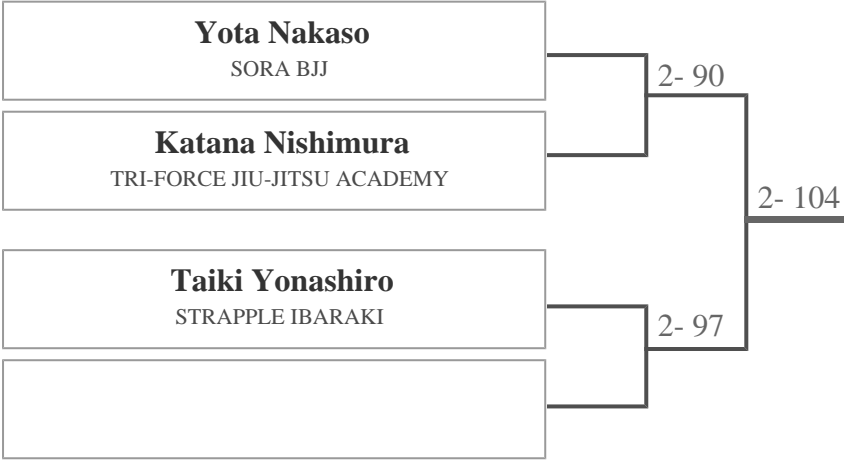 Yota Nakaso
SORA BJJ
2- 90
Katana Nishimura
TRI-FORCE JIU-JITSU ACADEMY
2- 104
Taiki Yonashiro
STRAPPLE IBARAKI
2- 97